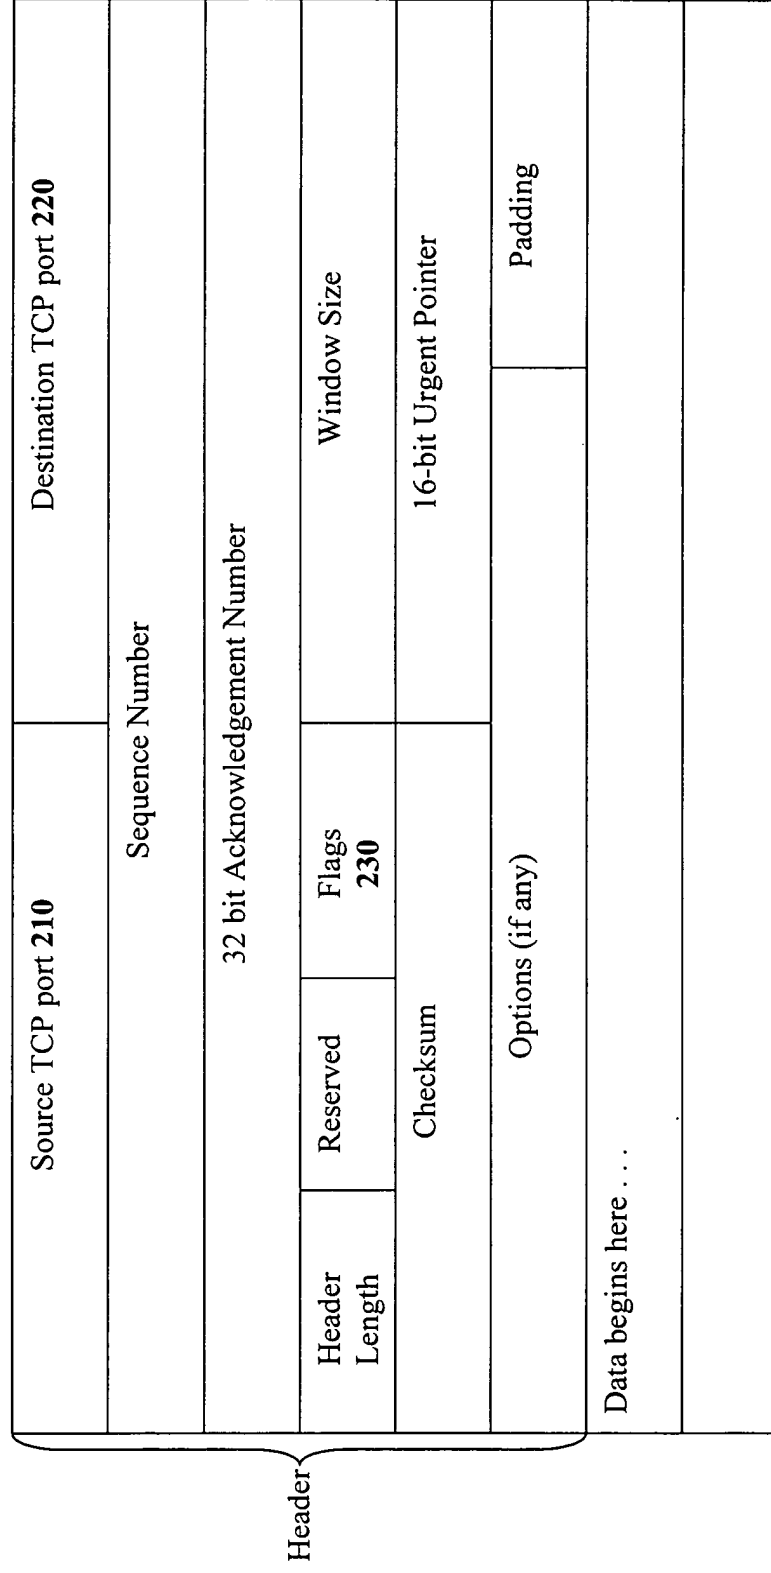 Source TCP port 210
Destination TCP port 220
Sequence Number
32 bit Acknowledgement Number
Header
Length
Reserved
Flags
230
Window Size
Checksum
16-bit Urgent Pointer
Options (if any)
Padding
Data begins here . . .
Header